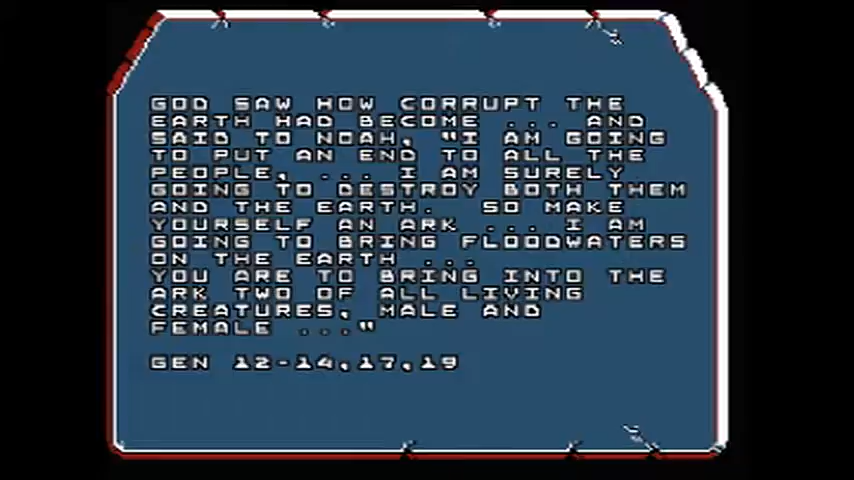 GOD SAW HOW CORRUPT THE
EARTH HAD BECOME ... AND
SAID TO NOAH, "I AM GOING
TO PUT AN END TO ALL THE
PEOPLE, ... I AM SURELY
GOING TO DESTROY BOTH THEM
AND THE EARTH. SO MAKE
YOURSELF AN ARK ... I AM
GOING TO BRING FLOODWATERS
ON THE EARTH ...
YOU ARE TO BRING INTO THE
ARK TWO OF ALL LIVING
CREATURES, MALE AND
FEMALE ..."
GEN 12-14,17,19